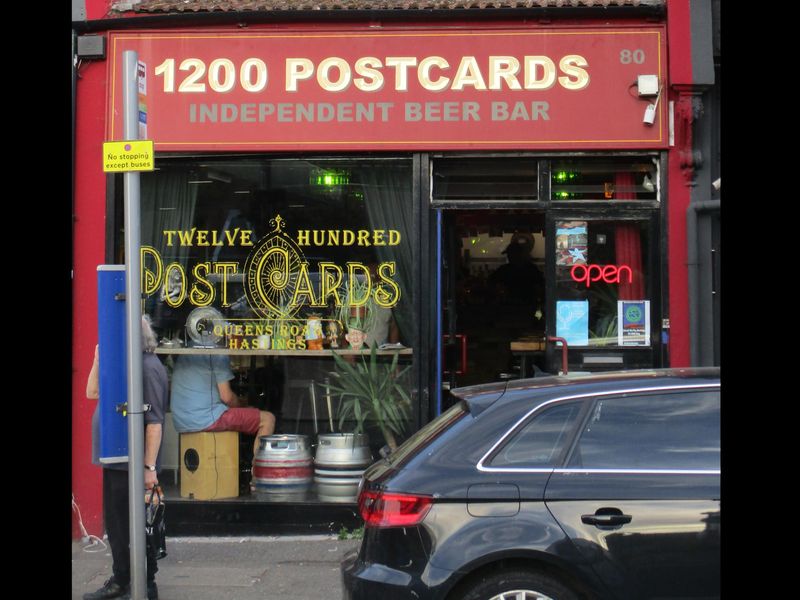 1200 POSTCARDS
80
INDEPENDENT BEER BAR
No stopping
except buses
TWELVE HUNDRED
POST CARDS
QUEENS ROAD
HASTINGS
open